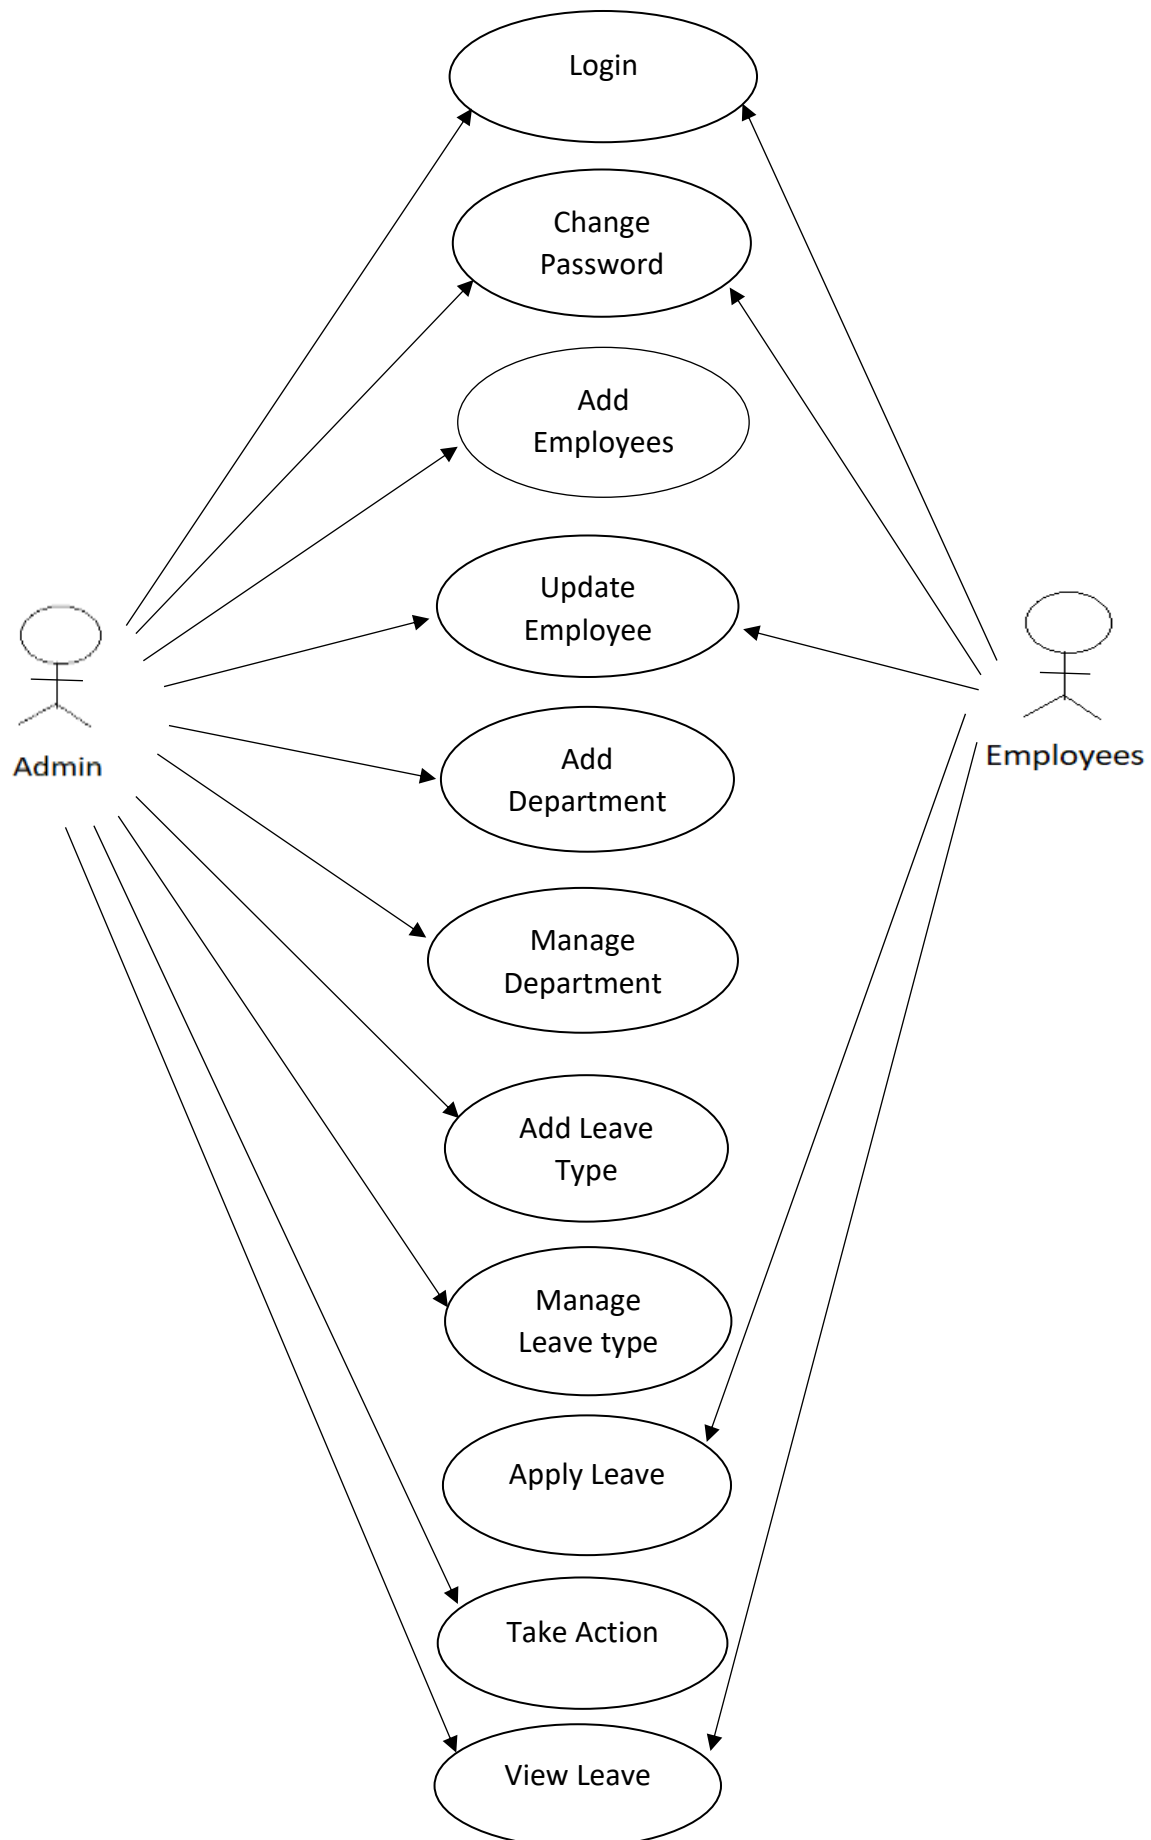 Login
Change
Password
Add
Employees
Update
Employee
Admin
Employees
Add
Department
Manage
Department
Add Leave
Type
Manage
Leave type
Apply Leave
Take Action
View Leave